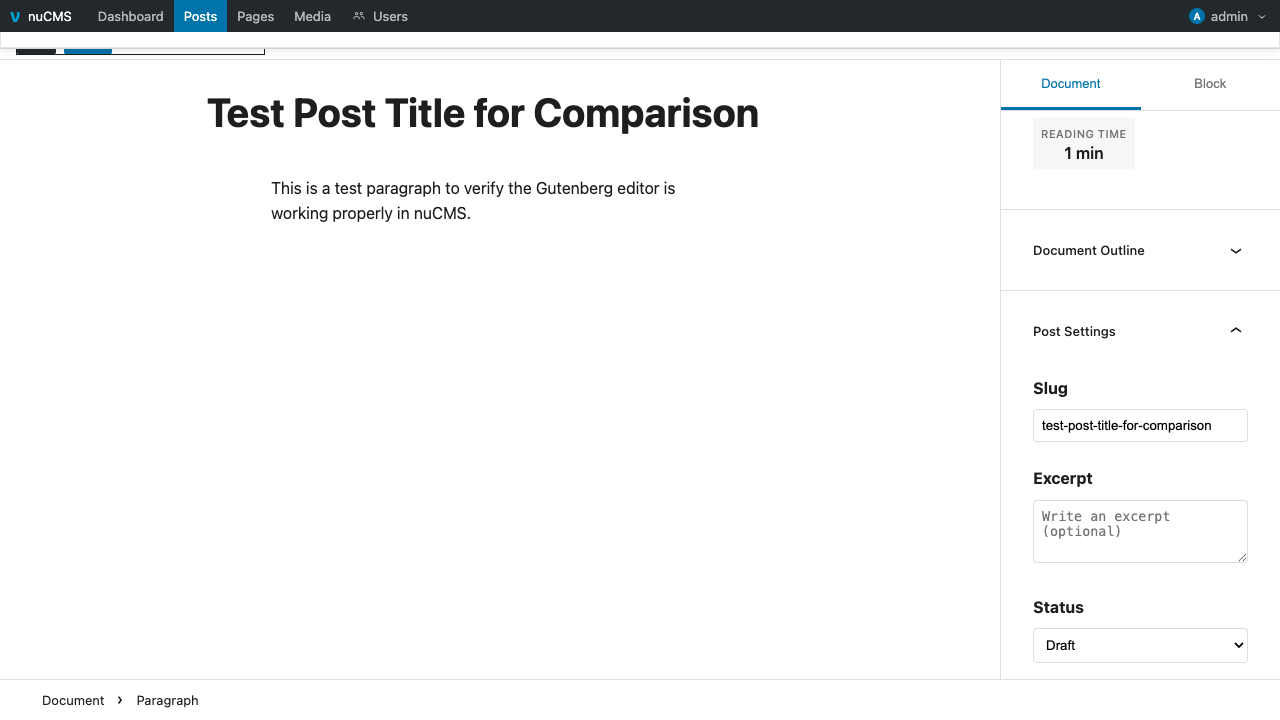 nuCMS Dashboard Posts Pages Media Users A admin
Document Block
Test Post Title for Comparison
READING TIME
1 min
This is a test paragraph to verify the Gutenberg editor is
working properly in nuCMS.
Document Outline
Post Settings
Slug
test-post-title-for-comparison
Excerpt
Write an excerpt
(optional)
Status
Draft
Document › Paragraph